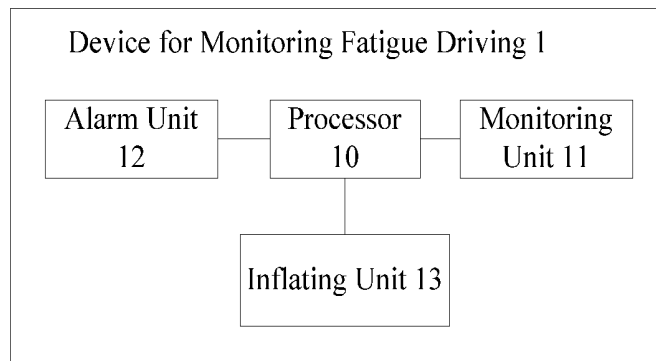 Device for Monitoring Fatigue Driving 1
Alarm Unit
12
Processor
10
Monitoring
Unit 11
Inflating Unit 13